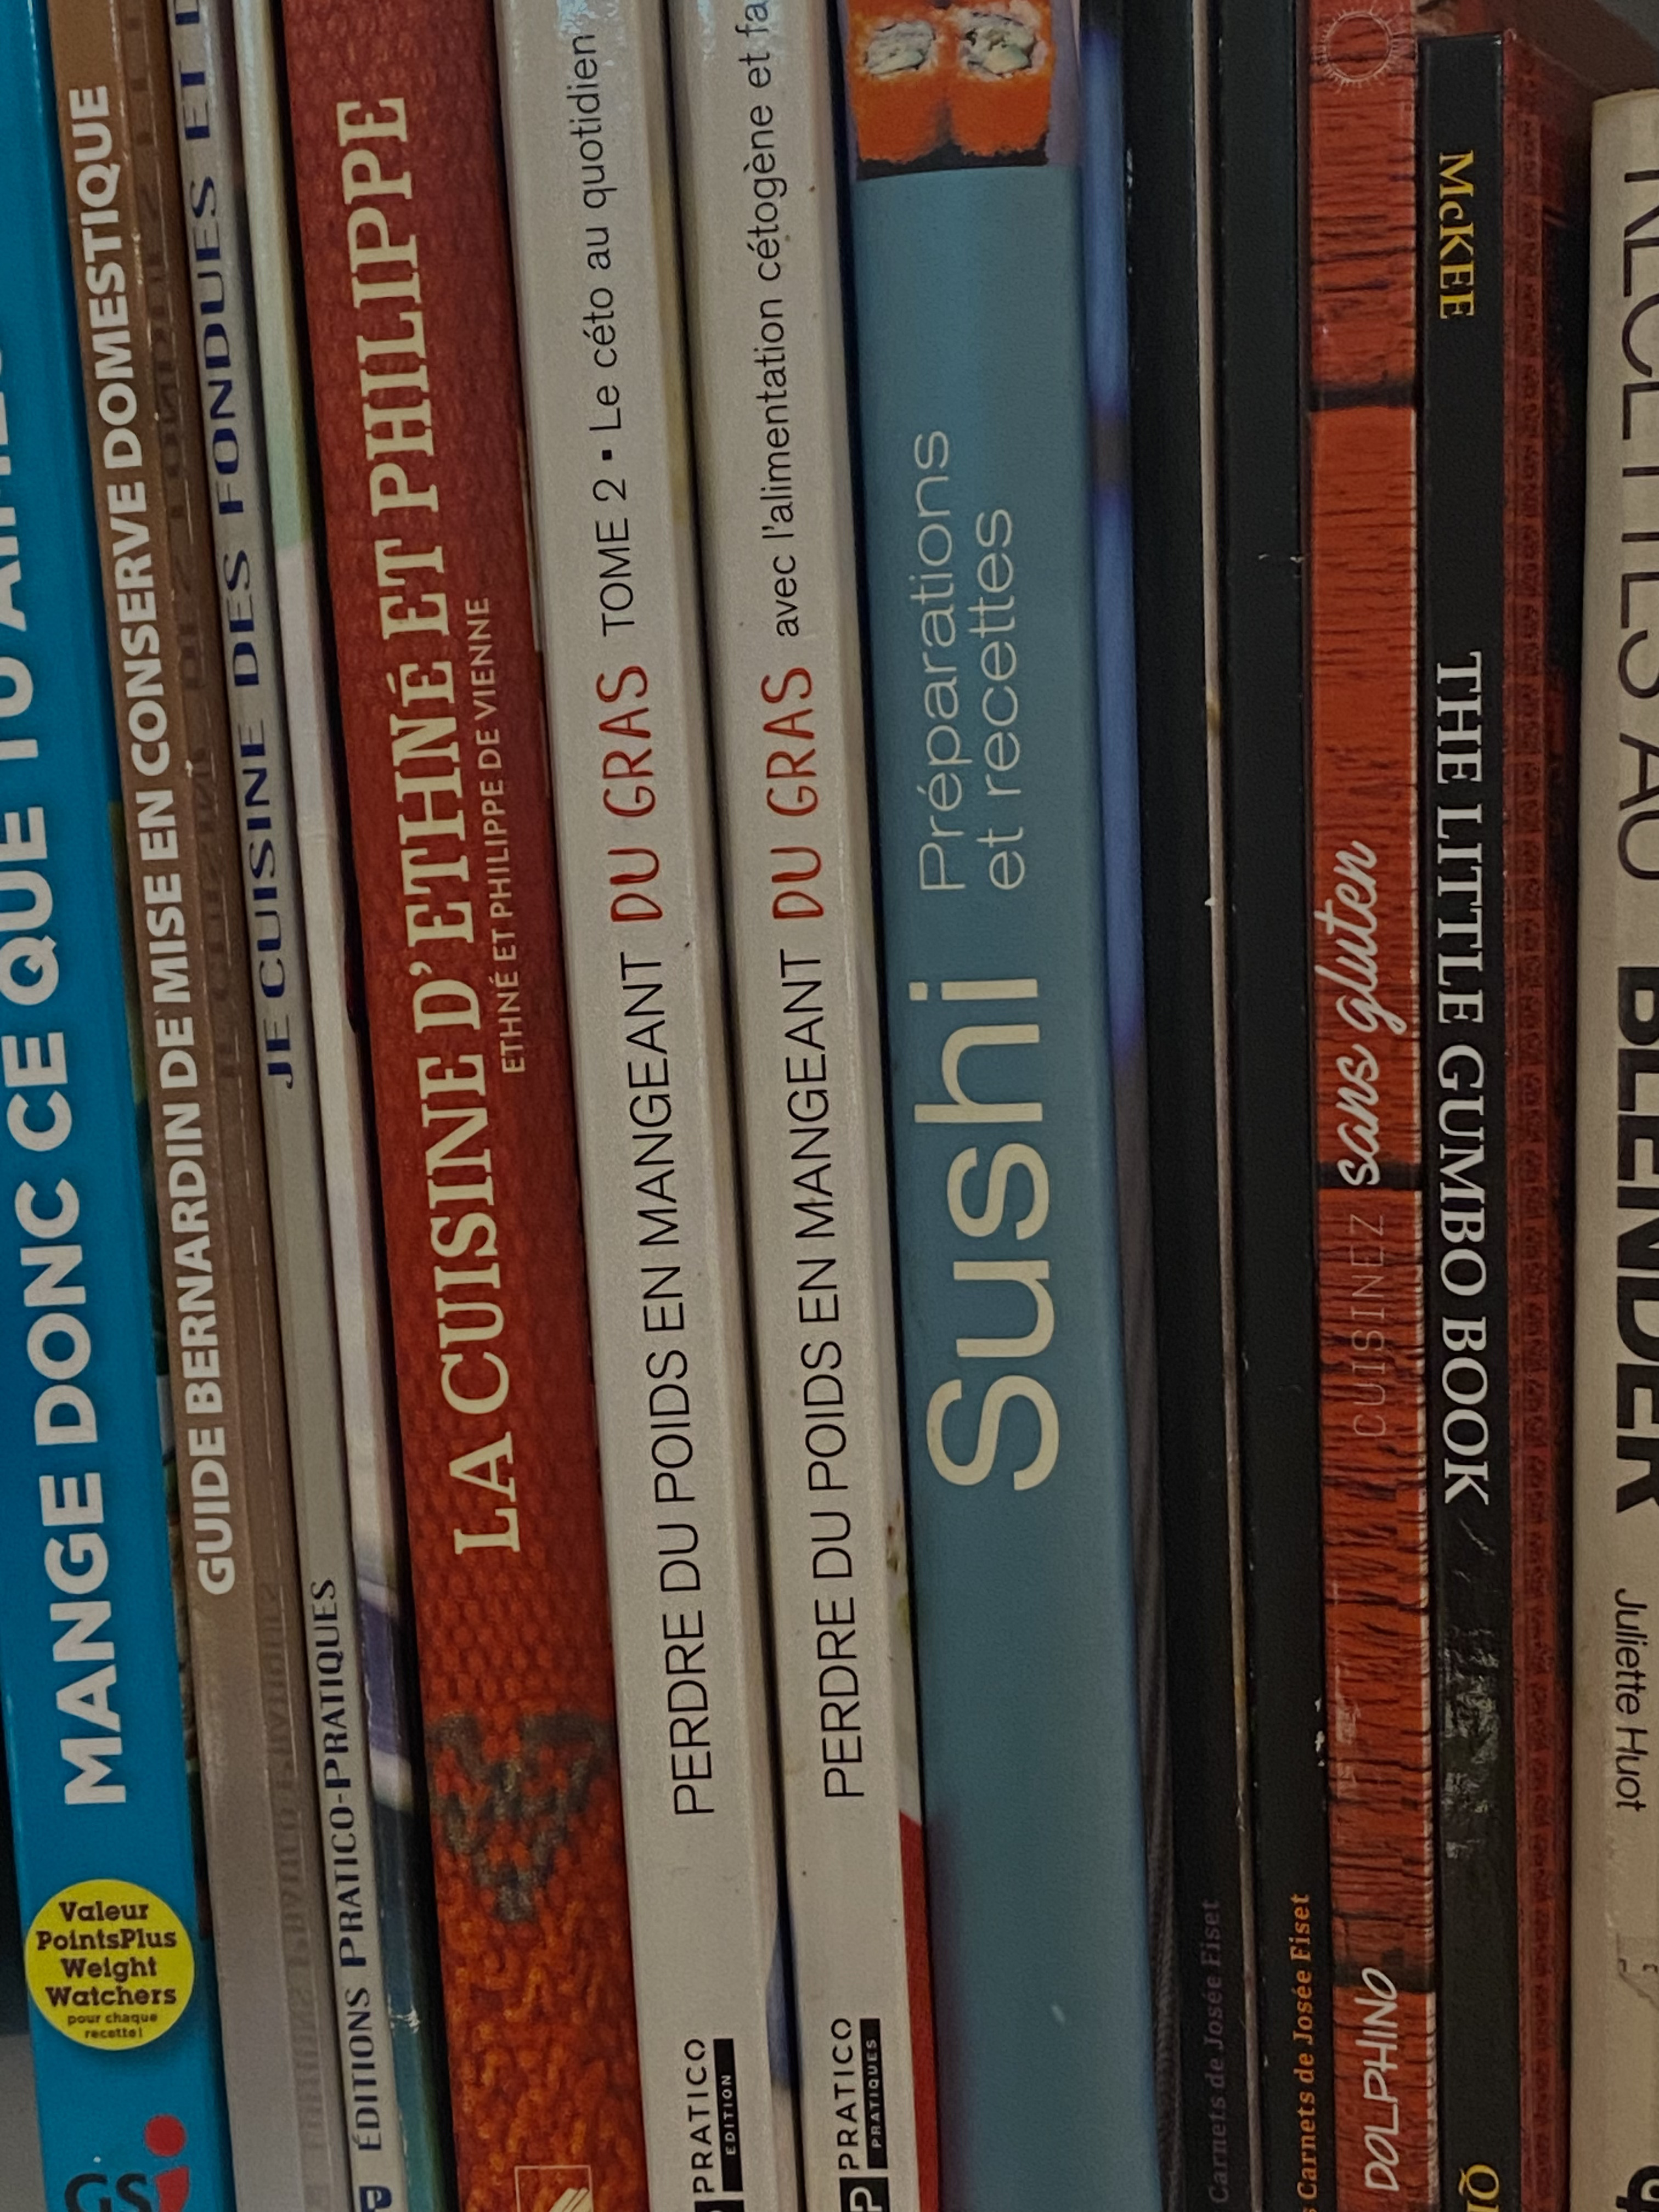 MANGE DONC CE QUE TU
Valeur
PointsPlus
Weight
Watchers
pour chaque
recette!
GUIDE BERNARDIN DE MISE EN CONSERVE DOMESTIQUE
JE CUISINE DES FONDUES ET
ÉDITIONS PRATICO-PRATIQUES
LA CUISINE D'ETHNÉ ET PHILIPPE
ETHNÉ ET PHILIPPE DE VIENNE
PERDRE DU POIDS EN MANGEANT DU GRAS TOME 2 • Le céto au quotidien
PRATICO
EDITION
PERDRE DU POIDS EN MANGEANT DU GRAS avec l'alimentation cétogène et
PRATICO
PRATIQUES
Sushi Préparations
et recettes
Carnets de Josée Fiset
Carnets de Josée Fiset
CUISINEZ sans gluten
DOLPHINO
McKEE
THE LITTLE GUMBO BOOK
RECETTES AU BLENDER Juliette Huot